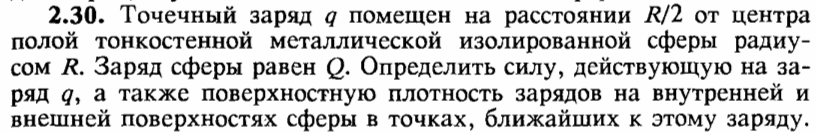 2.30. Точечный заряд q помещен на расстоянии R/2 от центра
полой тонкостенной металлической изолированной сферы радиу-
сом R. Заряд сферы равен Q. Определить силу, действующую на за-
ряд q, а также поверхностную плотность зарядов на внутренней и
внешней поверхностях сферы в точках, ближайших к этому заряду.